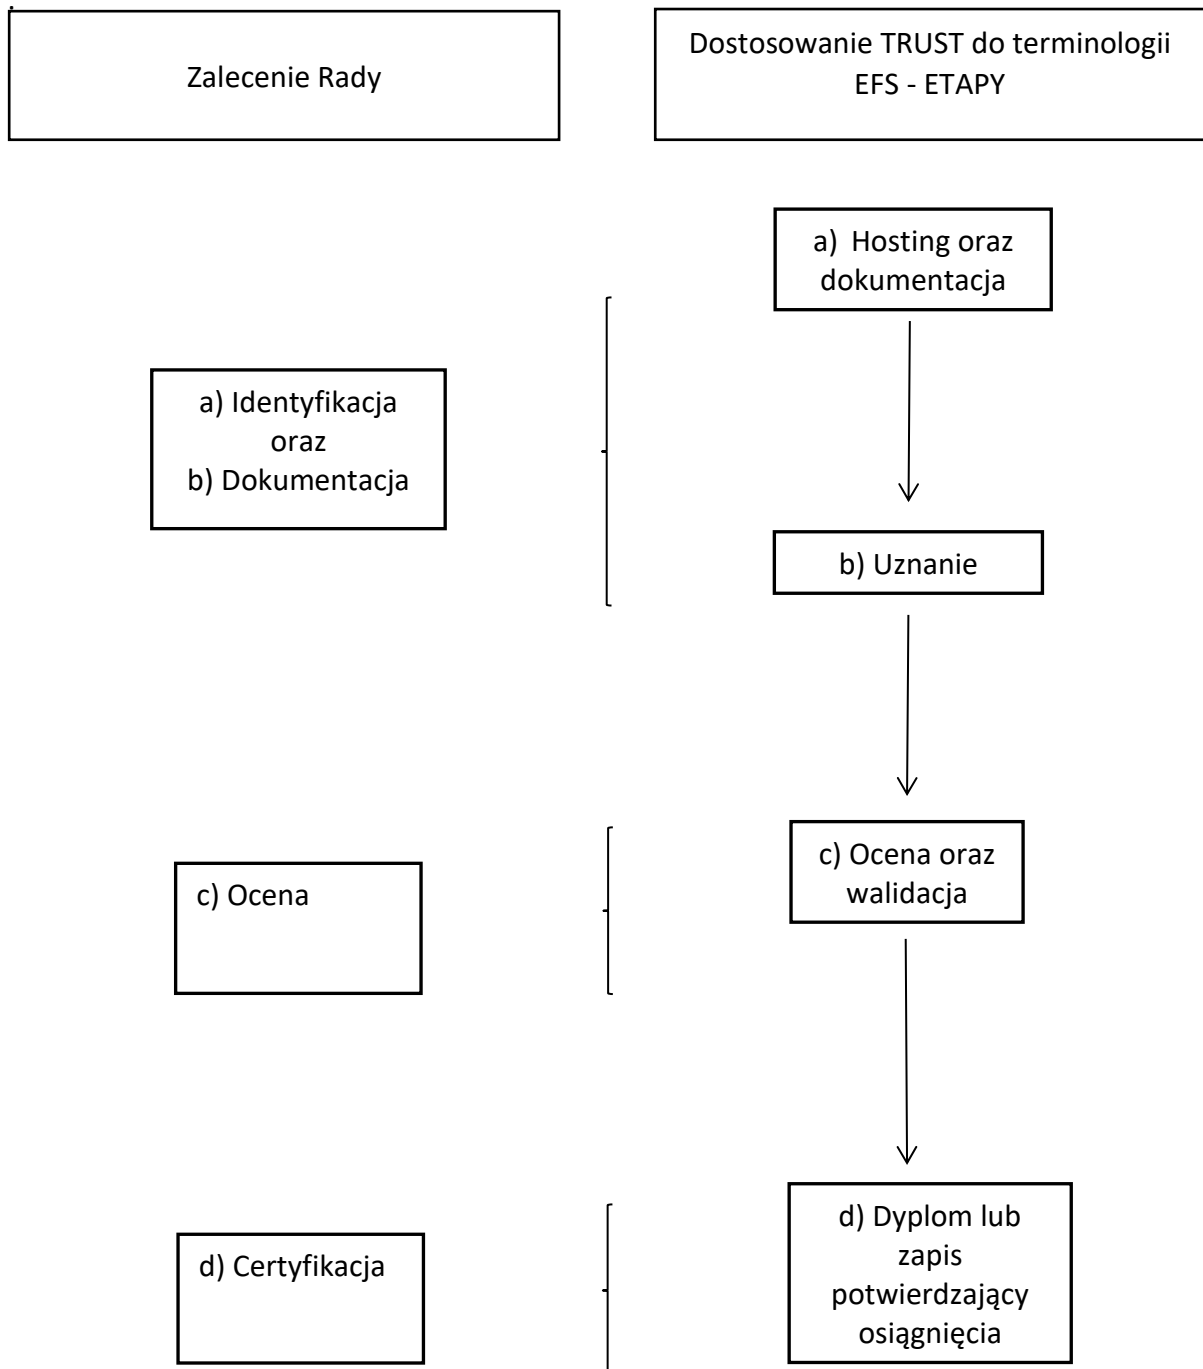 Zalecenie Rady
Dostosowanie TRUST do terminologii
EFS - ETAPY
a) Hosting oraz
dokumentacja
a) Identyfikacja
oraz
b) Dokumentacja
b) Uznanie
c) Ocena
c) Ocena oraz
walidacja
d) Certyfikacja
d) Dyplom lub
zapis
potwierdzający
osiągnięcia